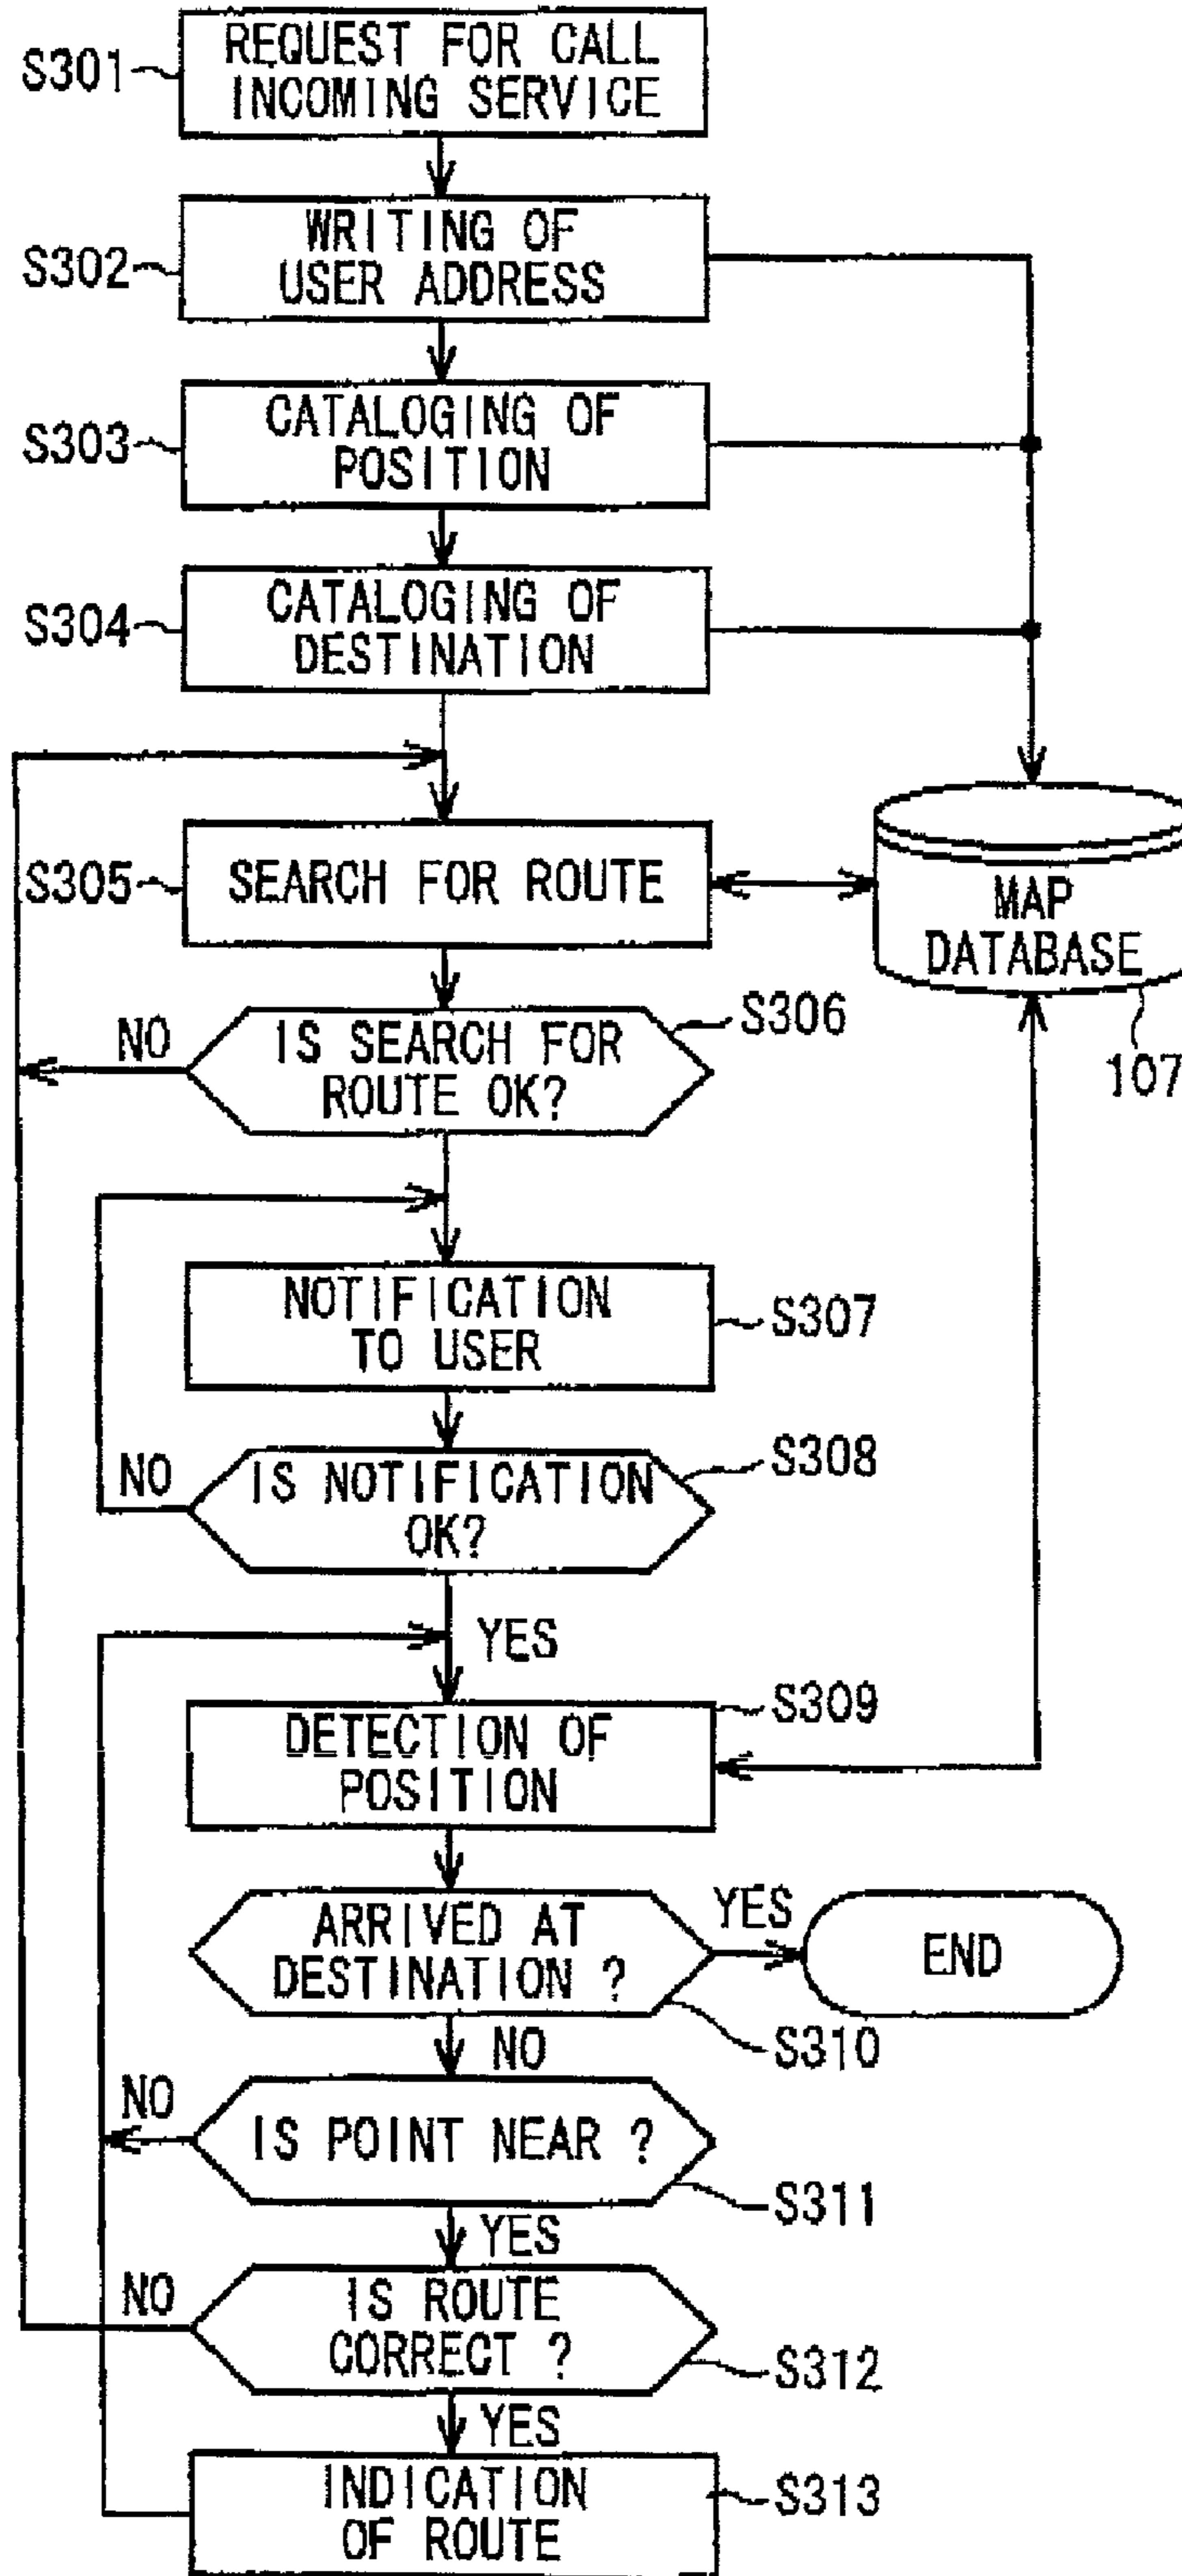 S301
REQUEST FOR CALL
INCOMING SERVICE
S302
WRITING OF
USER ADDRESS
S303
CATALOGING OF
POSITION
S304
CATALOGING OF
DESTINATION
S305
SEARCH FOR ROUTE
MAP
DATABASE
107
S306
NO
IS SEARCH FOR
ROUTE OK?
NOTIFICATION
TO USER
S307
S308
NO
IS NOTIFICATION
OK?
YES
S309
DETECTION OF
POSITION
ARRIVED AT
DESTINATION ?
YES
END
S310
NO
NO
IS POINT NEAR ?
S311
YES
NO
IS ROUTE
CORRECT ?
S312
YES
INDICATION
OF ROUTE
S313